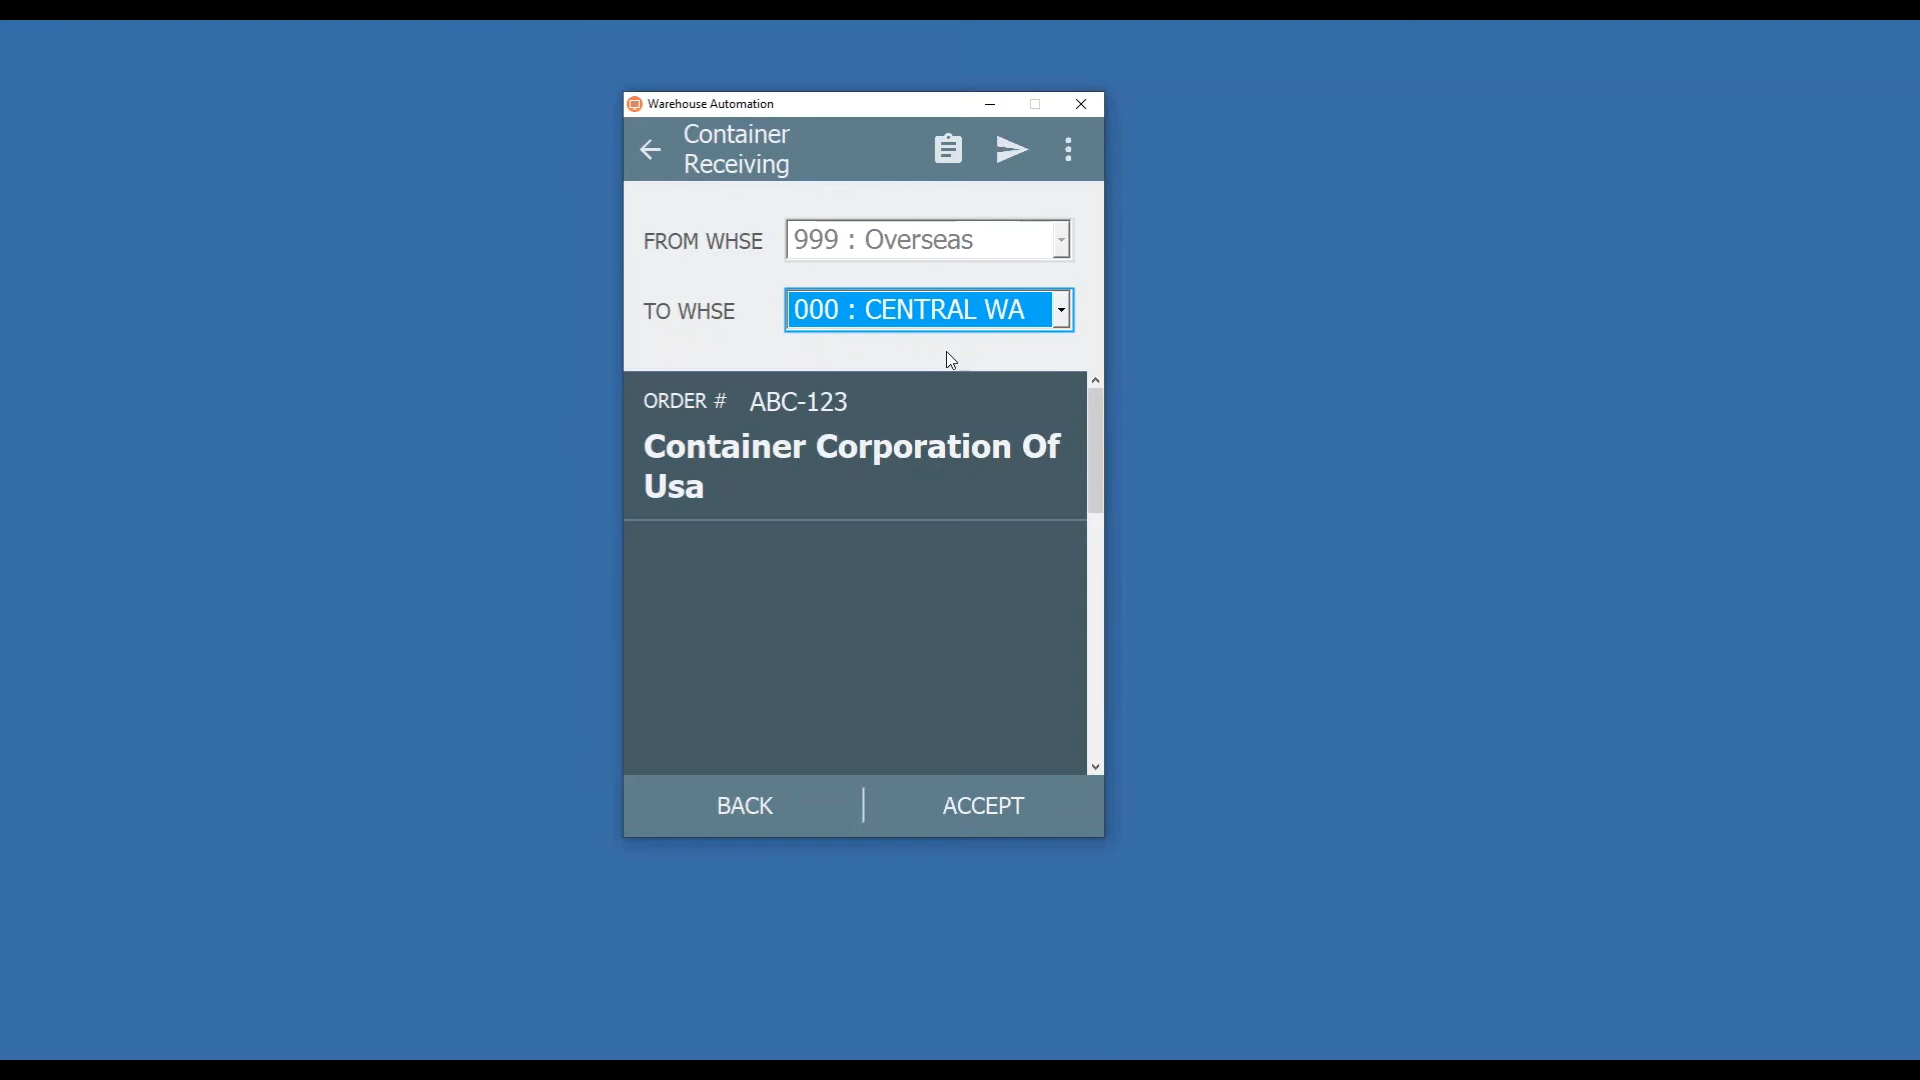 Warehouse Automation
Container
Receiving
FROM WHSE 999 : Overseas
TO WHSE 000 : CENTRAL WA
ORDER # ABC-123
Container Corporation Of
Usa
BACK ACCEPT